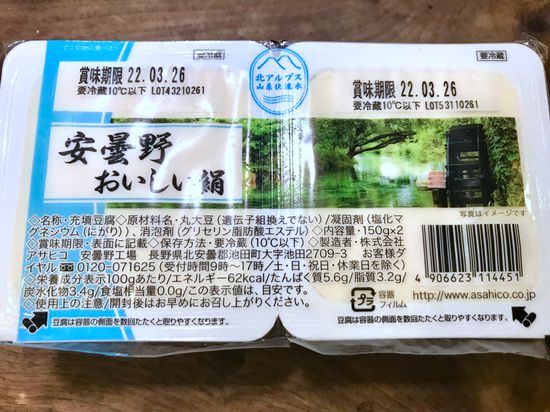 すこやかに食べよう
要冷蔵
要冷蔵
賞味期限 22.03.26
要冷蔵10℃以下 LOT43210261
北アルプス
山系伏流水
賞味期限 22.03.26
要冷蔵10℃以下 LOT53110261
安曇野
おいしい絹
写真はイメージです
◇名称・充填豆腐◇原材料名・丸大豆(遺伝子組換えでない)/凝固剤(塩化マ
グネシウム(にがり))、消泡剤(グリセリン脂肪酸エステル)◇内容量・150g×2
◇賞味期限・表面に記載◇保存方法・要冷蔵(10℃以下)◇製造者・株式会社
アサヒコ 安曇野工場 長野県北安曇郡池田町大字池田2005 お客様ダ
イヤル 0120-071625(受付時間9時〜17時/土・日・祝日・休業日を除く)
◇栄養成分表示100gあたり/エネルギー62kcal/たんぱく質5.6g/脂質3.2g/
炭水化物3.4g/食塩相当量0.0g/この表示値は、目安です。
◇使用上の注意/開封後はお早めにお召し上がりください。
4 906623 114451
プラ
容器
フィルム
http://www.asahico.co.jp
豆腐は容器の側面を数回たたくと取りやすくなります。
豆腐は容器の側面を数回たたくと取りやすくなります。